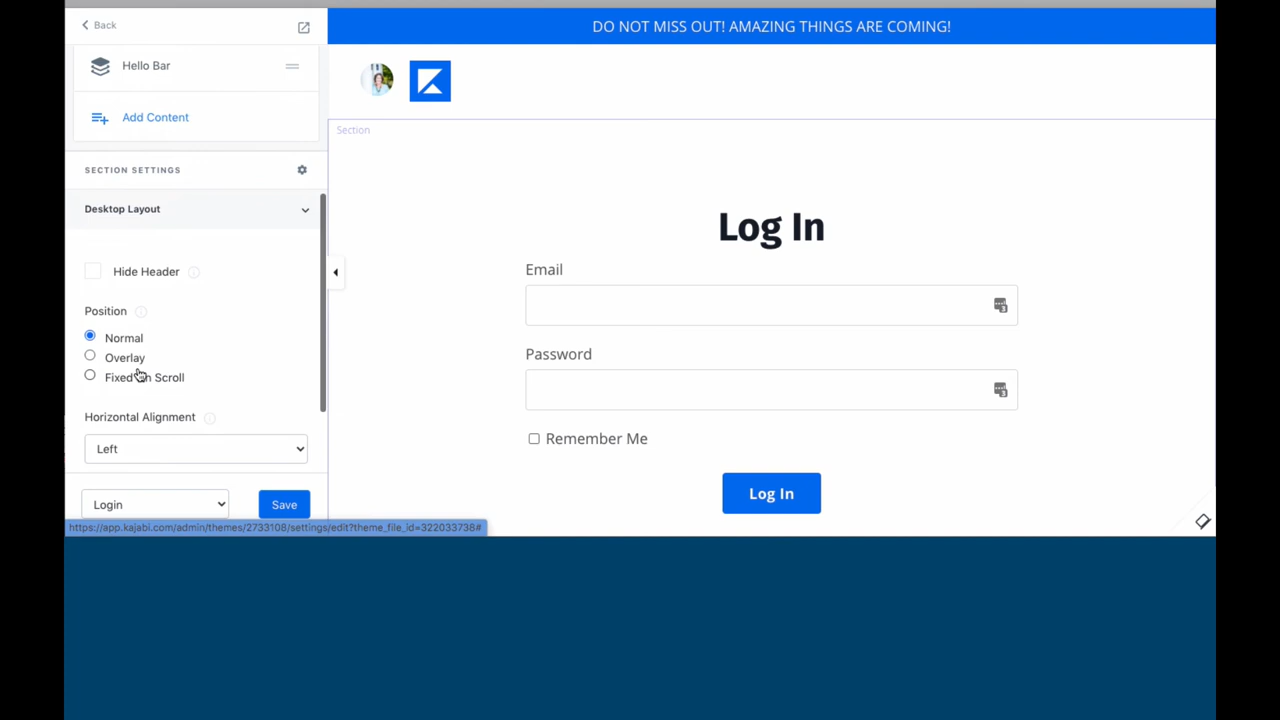 Back
DO NOT MISS OUT! AMAZING THINGS ARE COMING!
Hello Bar
Add Content
Section
SECTION SETTINGS
Desktop Layout
Log In
Hide Header
Email
Position
Normal
Overlay
Password
Fixed On Scroll
Horizontal Alignment
Left
Remember Me
Login
Save
Log In
https://app.kajabi.com/admin/themes/2733108/settings/edit?theme_file_id=322033738#